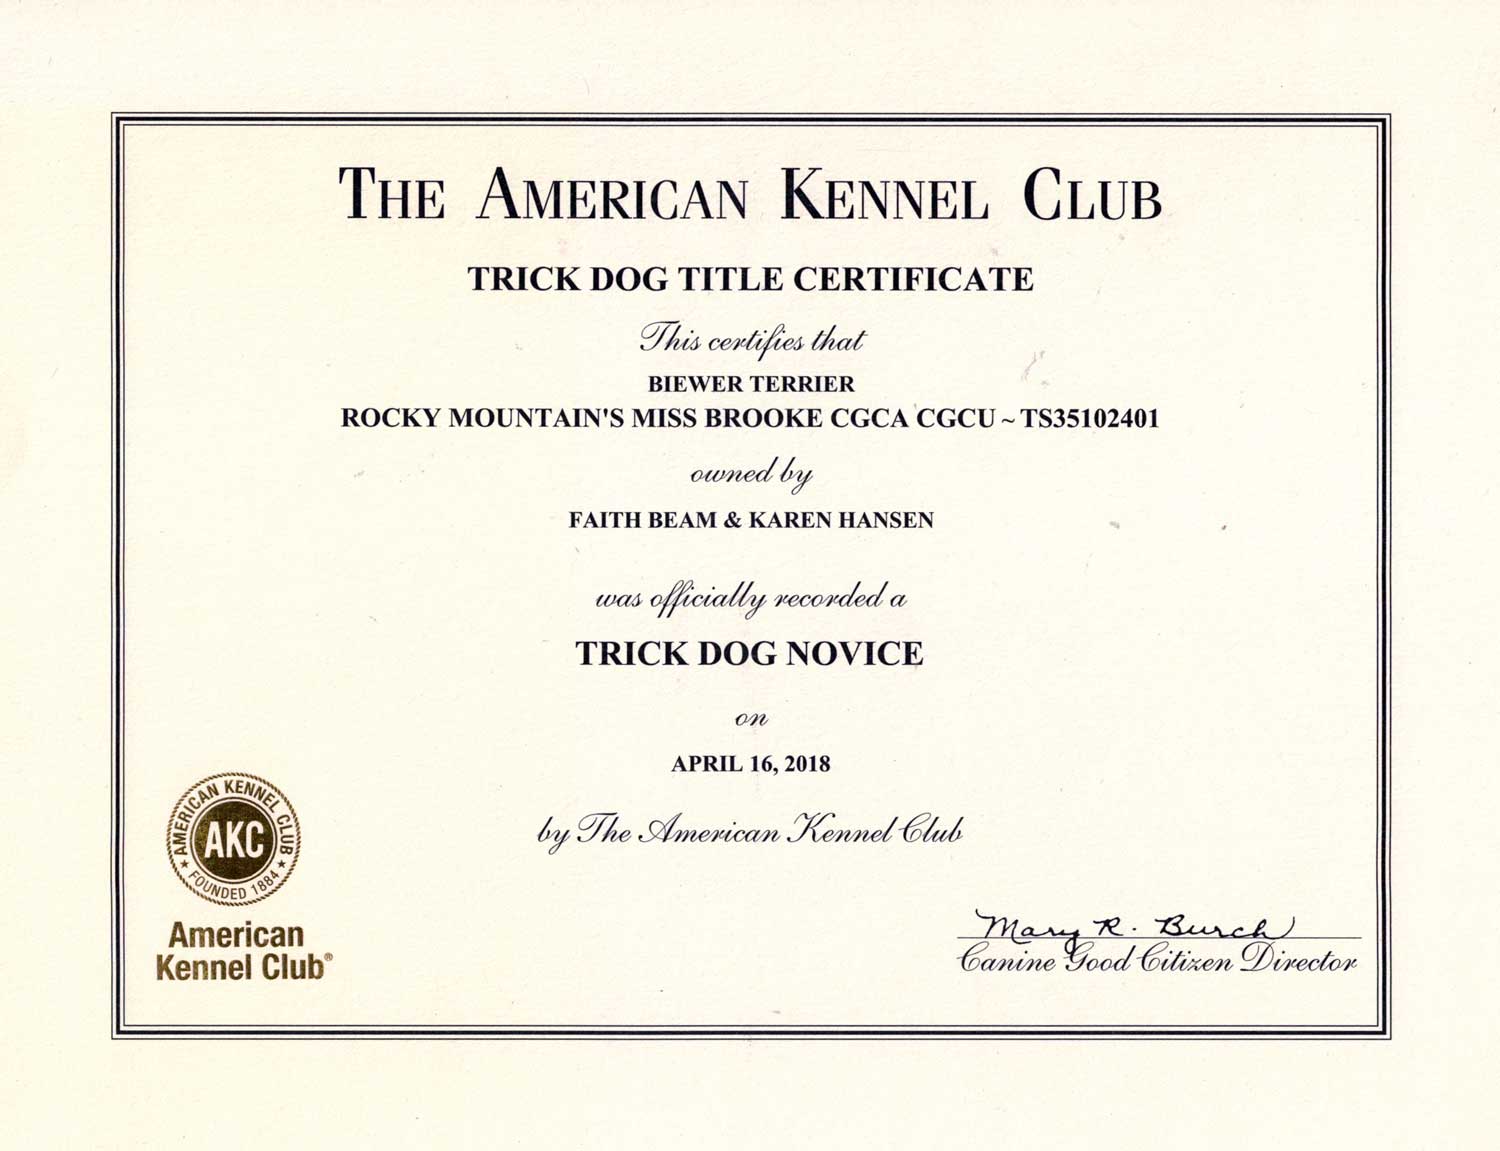 THE AMERICAN KENNEL CLUB
TRICK DOG TITLE CERTIFICATE
This certifies that
BIEWER TERRIER
ROCKY MOUNTAIN'S MISS BROOKE CGCA CGCU ~ TS35102401
owned by
FAITH BEAM & KAREN HANSEN
was officially recorded a
TRICK DOG NOVICE
on
APRIL 16, 2018
by The American Kennel Club
AMERICAN KENNEL CLUB
AKC
★ FOUNDED 1884 ★
American
Kennel Club®
Mary R. Burch
Canine Good Citizen Director